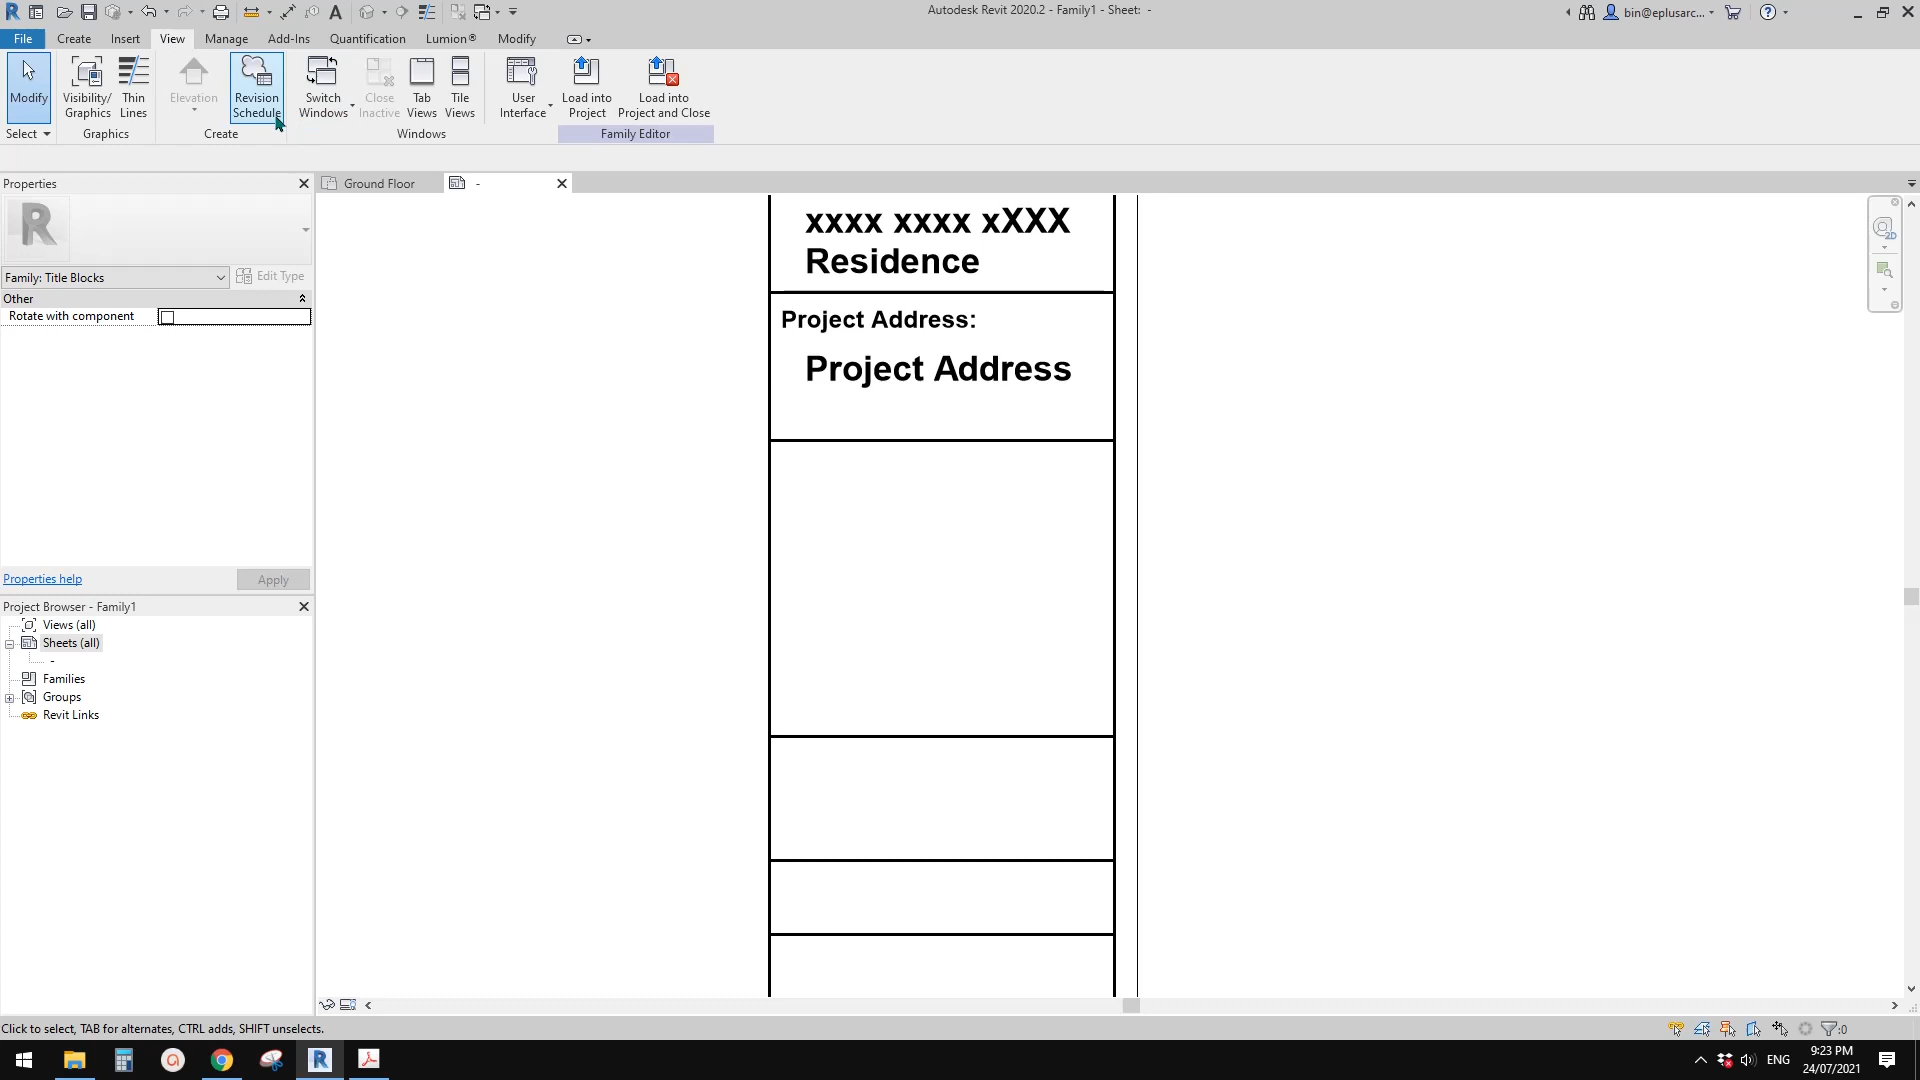 Autodesk Revit 2020.2 - Family1 - Sheet: -
bin@eplusarc...
File Create Insert View Manage Add-Ins Quantification Lumion® Modify
Modify
Visibility/ Graphics
Thin Lines
Elevation
Revision Schedule
Switch Windows
Close Inactive
Tab Views
Tile Views
User Interface
Load into Project
Load into Project and Close
Select Graphics Create Windows Family Editor
Properties
Ground Floor
-
Family: Title Blocks
Edit Type
Other
Rotate with component
Properties help
Apply
Project Browser - Family1
Views (all)
Sheets (all)
-
Families
Groups
Revit Links
xxxx xxxx xXXX
Residence
Project Address:
Project Address
2D
Click to select, TAB for alternates, CTRL adds, SHIFT unselects.
:0
ENG
9:23 PM
24/07/2021